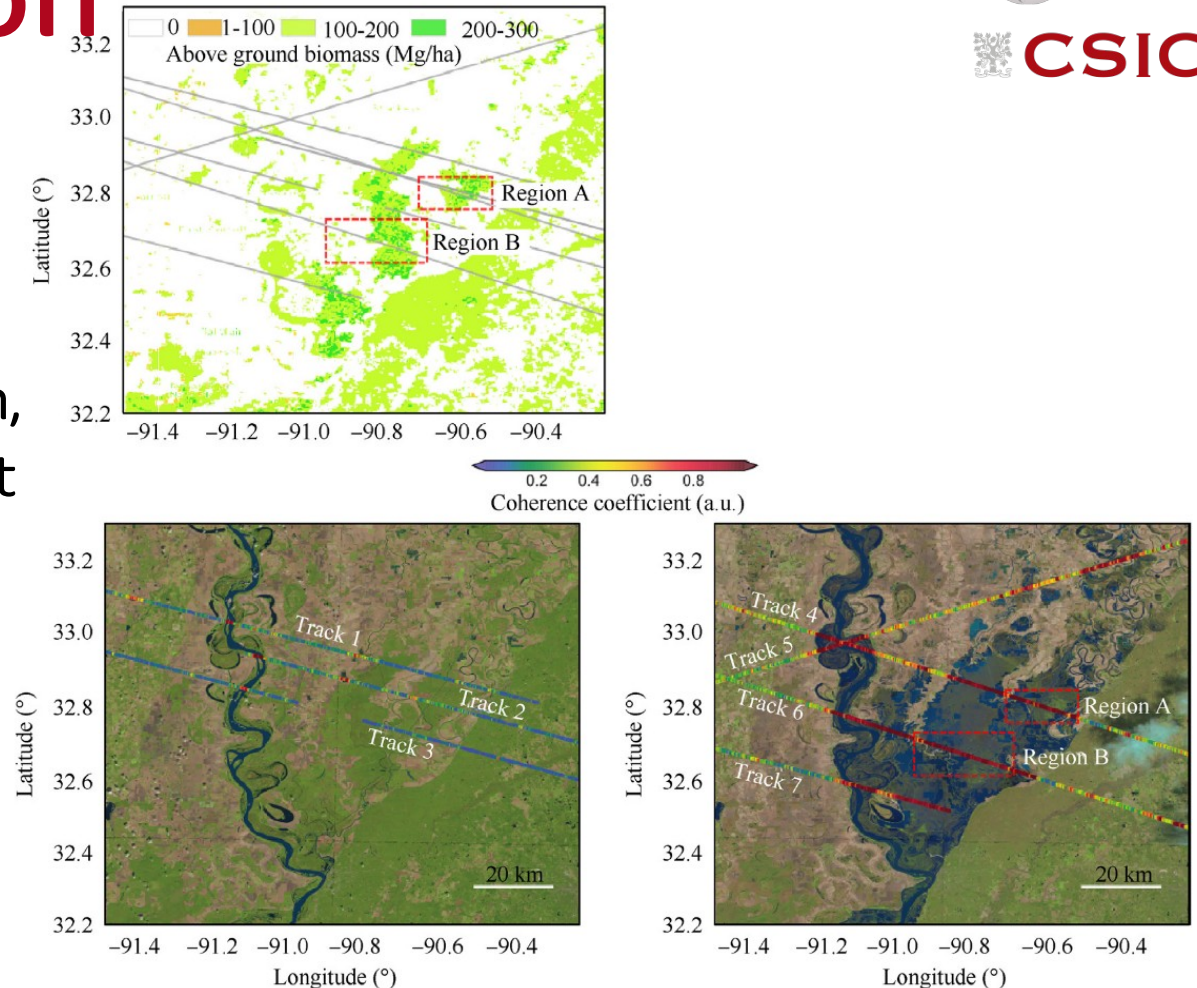 on
CSIC
0 1-100 100-200 200-300
Above ground biomass (Mg/ha)
33.2
33.0
32.8
32.6
32.4
32.2
Latitude (°)
Region A
Region B
−91.4 −91.2 −91.0 −90.8 −90.6 −90.4
n,
t
0.2 0.4 0.6 0.8
Coherence coefficient (a.u.)
33.2
33.0
32.8
32.6
32.4
32.2
Latitude (°)
Track 1
Track 2
Track 3
20 km
−91.4 −91.2 −91.0 −90.8 −90.6 −90.4
Longitude (°)
33.2
33.0
32.8
32.6
32.4
32.2
Latitude (°)
Track 4
Track 5
Track 6
Track 7
Region A
Region B
20 km
−91.4 −91.2 −91.0 −90.8 −90.6 −90.4
Longitude (°)